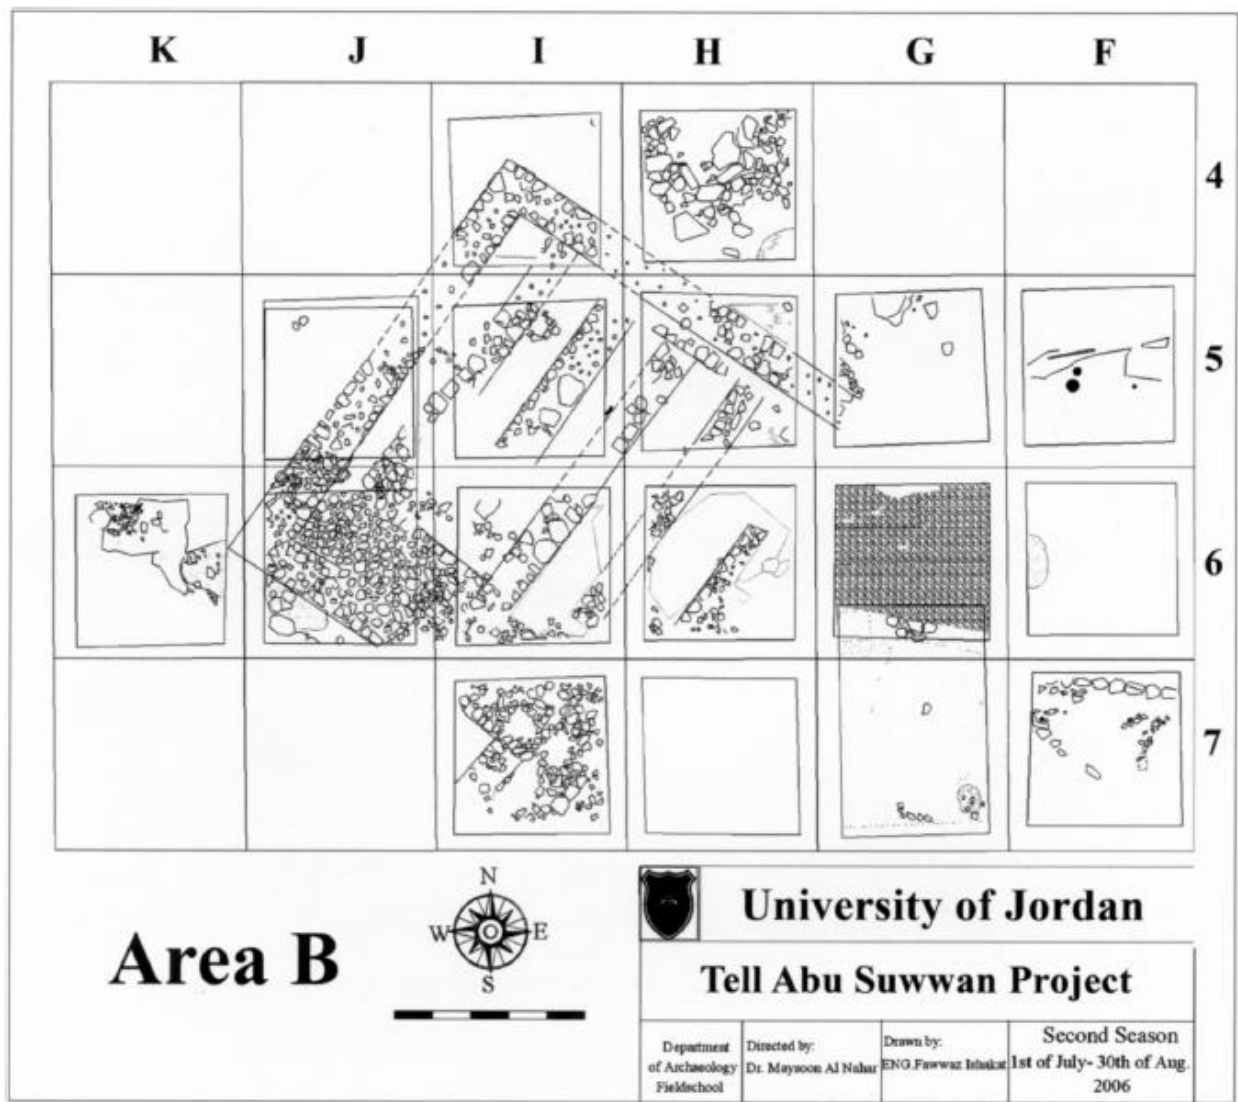 K J I H G F
4
5
6
7
N
W E
S
Area B
University of Jordan
Tell Abu Suwwan Project
Department
of Archaeology
Fieldschool
Directed by:
Dr. Maysoon Al Nahar
Drawn by:
ENG.Fawwaz Ishakat
Second Season
1st of July- 30th of Aug.
2006